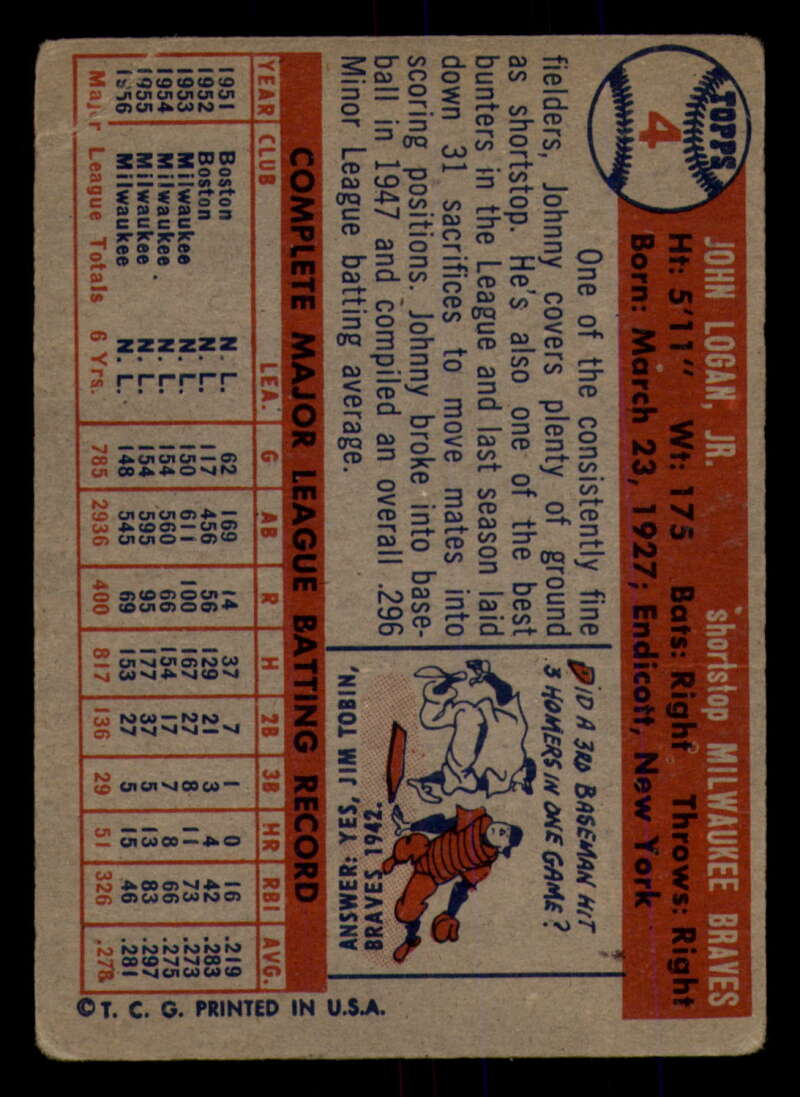 TOPPS
4
JOHN LOGAN, JR. shortstop MILWAUKEE BRAVES
Ht: 5'11" Wt: 175 Bats: Right Throws: Right
Born: March 23, 1927; Endicott, New York
One of the consistently fine
fielders, Johnny covers plenty of ground
as shortstop. He's also one of the best
bunters in the League and last season laid
down 31 sacrifices to move mates into
scoring positions. Johnny broke into base-
ball in 1947 and compiled an overall .296
Minor League batting average.
DID A 3RD BASEMAN HIT
3 HOMERS IN ONE GAME?
ANSWER: YES, JIM TOBIN,
BRAVES 1942.
COMPLETE MAJOR LEAGUE BATTING RECORD
YEAR CLUB LEA. G AB R H 2B 3B HR RBI AVG.
1951 Boston N. L. 62 169 14 37 7 1 0 16 .219
1952 Boston N. L. 117 456 56 129 21 3 4 42 .283
1953 Milwaukee N. L. 150 611 100 167 27 8 11 73 .273
1954 Milwaukee N. L. 154 560 66 154 17 7 8 66 .275
1955 Milwaukee N. L. 154 595 95 177 37 5 13 83 .297
1956 Milwaukee N. L. 148 545 69 153 27 5 15 46 .281
Major League Totals 6 Yrs. 785 2936 400 817 136 29 51 326 .278
© T. C. G. PRINTED IN U.S.A.